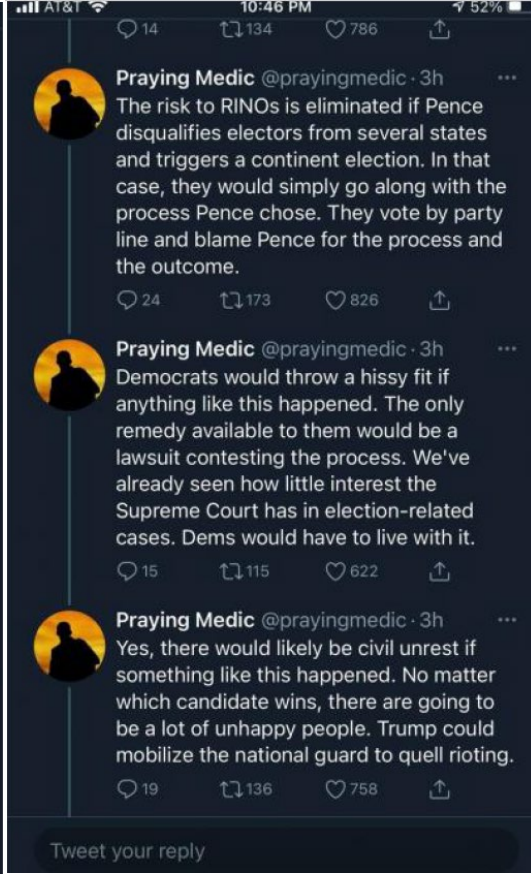 AT&T 10:46 PM 52%
14 134 786
Praying Medic @prayingmedic · 3h
The risk to RINOs is eliminated if Pence
disqualifies electors from several states
and triggers a continent election. In that
case, they would simply go along with the
process Pence chose. They vote by party
line and blame Pence for the process and
the outcome.
24 173 826
Praying Medic @prayingmedic · 3h
Democrats would throw a hissy fit if
anything like this happened. The only
remedy available to them would be a
lawsuit contesting the process. We've
already seen how little interest the
Supreme Court has in election-related
cases. Dems would have to live with it.
15 115 622
Praying Medic @prayingmedic · 3h
Yes, there would likely be civil unrest if
something like this happened. No matter
which candidate wins, there are going to
be a lot of unhappy people. Trump could
mobilize the national guard to quell rioting.
19 136 758
Tweet your reply